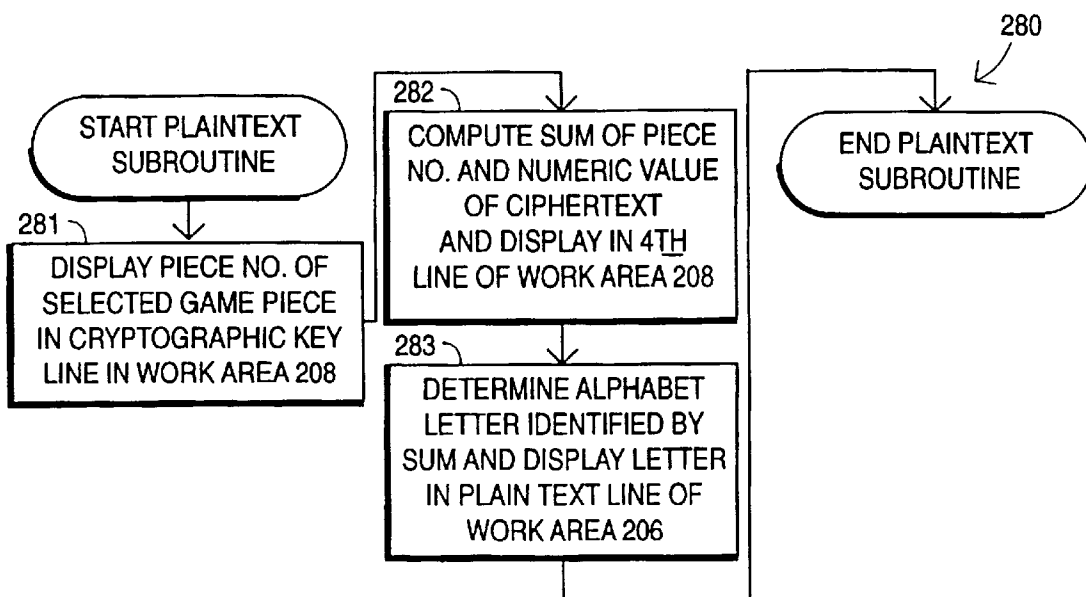 280
START PLAINTEXT
SUBROUTINE
281
DISPLAY PIECE NO. OF
SELECTED GAME PIECE
IN CRYPTOGRAPHIC KEY
LINE IN WORK AREA 208
282
COMPUTE SUM OF PIECE
NO. AND NUMERIC VALUE
OF CIPHERTEXT
AND DISPLAY IN 4TH
LINE OF WORK AREA 208
283
DETERMINE ALPHABET
LETTER IDENTIFIED BY
SUM AND DISPLAY LETTER
IN PLAIN TEXT LINE OF
WORK AREA 206
END PLAINTEXT
SUBROUTINE